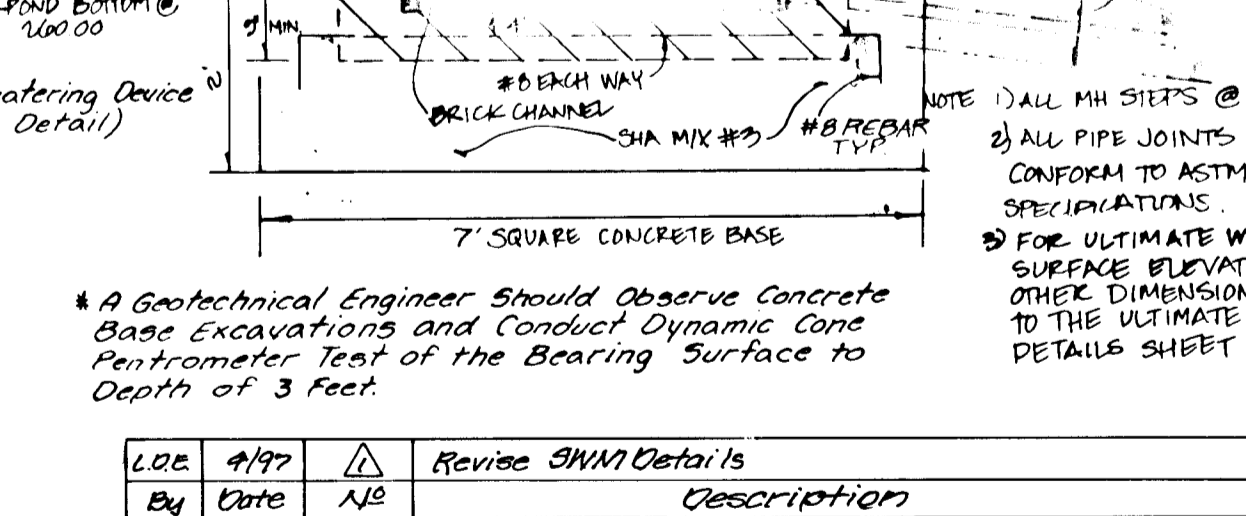 POND BOTTOM @
260.00
MIN.
atering Device
Detail)
#8 EACH WAY
BRICK CHANNEL
SHA MIX #3
#8 REBAR
TYP.
7' SQUARE CONCRETE BASE
NOTE 1) ALL MH STEPS @
2) ALL PIPE JOINTS
CONFORM TO ASTM
SPECIFICATIONS.
3) FOR ULTIMATE W
SURFACE ELEVAT
OTHER DIMENSION
TO THE ULTIMATE
DETAILS SHEET
* A Geotechnical Engineer Should Observe Concrete
Base Excavations and Conduct Dynamic Cone
Pentrometer Test of the Bearing Surface to
Depth of 3 Feet.
L.D.E. 4/97 1 Revise SWM Details
By Date No Description